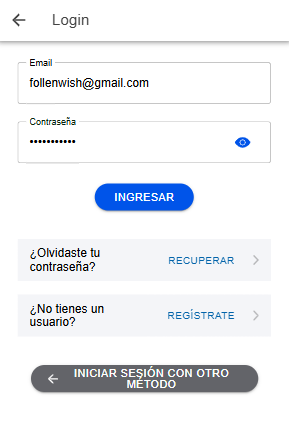 Login
Email
follenwish@gmail.com
Contraseña
•••••••••••
INGRESAR
¿Olvidaste tu
contraseña?
RECUPERAR
¿No tienes un
usuario?
REGÍSTRATE
INICIAR SESIÓN CON OTRO
MÉTODO